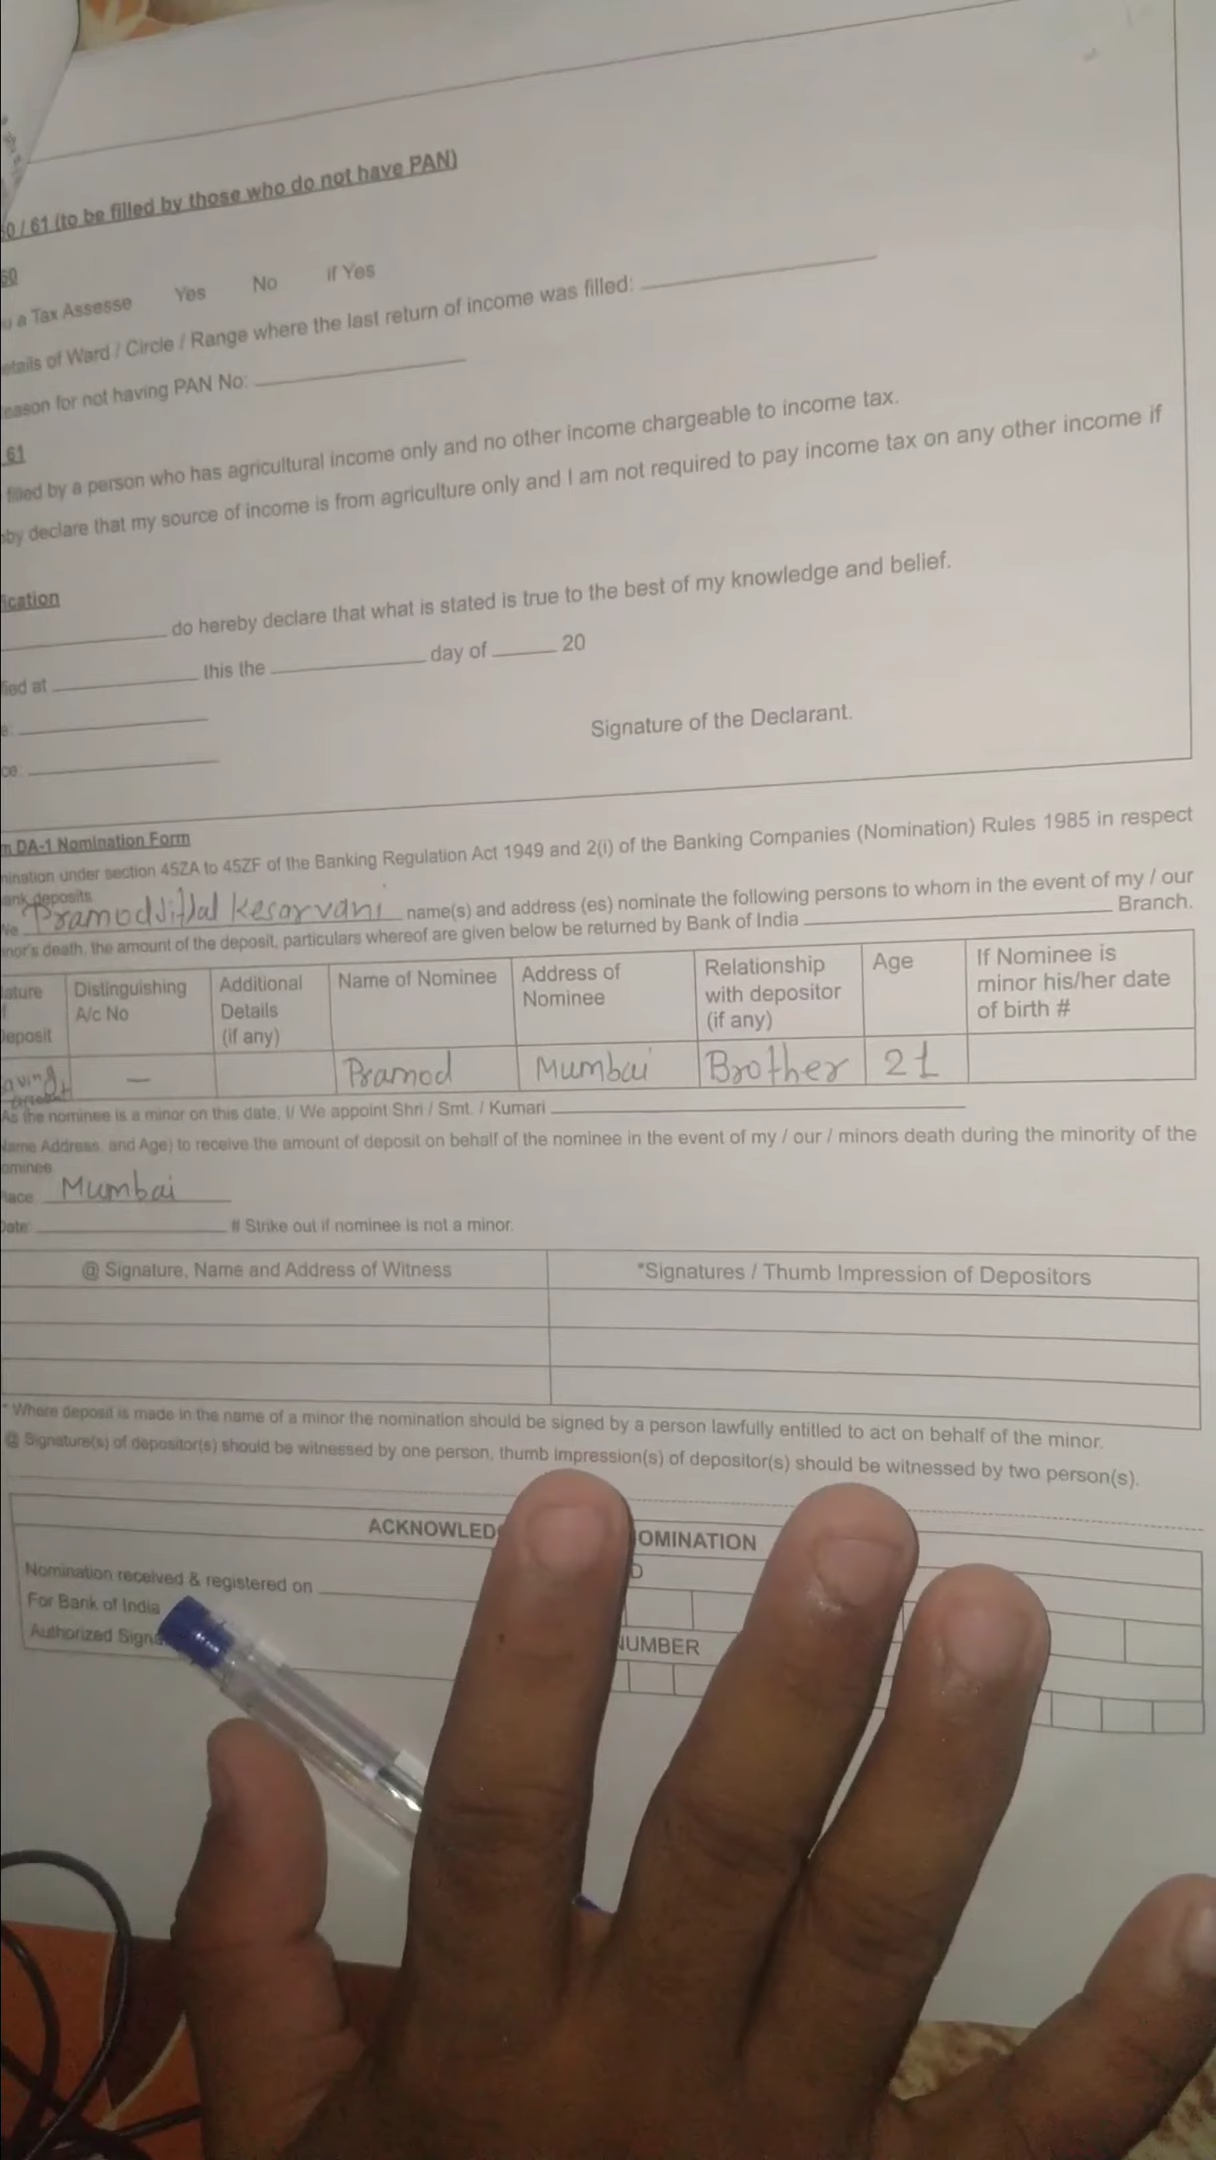 60 / 61 (to be filled by those who do not have PAN)
60
u a Tax Assesse Yes No if Yes
etails of Ward / Circle / Range where the last return of income was filled:
eason for not having PAN No:
61
filled by a person who has agricultural income only and no other income chargeable to income tax.
eby declare that my source of income is from agriculture only and I am not required to pay income tax on any other income if
ication
do hereby declare that what is stated is true to the best of my knowledge and belief.
fied at this the day of 20
e:
Signature of the Declarant.
ce:
m DA-1 Nomination Form
mination under section 45ZA to 45ZF of the Banking Regulation Act 1949 and 2(i) of the Banking Companies (Nomination) Rules 1985 in respect
ank deposits.
We Kesarvani name(s) and address (es) nominate the following persons to whom in the event of my / our
inor's death, the amount of the deposit, particulars whereof are given below be returned by Bank of India Branch.
ature
f
Deposit
Distinguishing
A/c No
Additional
Details
(if any)
Name of Nominee
Address of
Nominee
Relationship
with depositor
(if any)
Age
If Nominee is
minor his/her date
of birth #
aving
account
—
Pramod
Mumbai
Brother
21
As the nominee is a minor on this date, I/ We appoint Shri / Smt. / Kumari
Name Address, and Age) to receive the amount of deposit on behalf of the nominee in the event of my / our / minors death during the minority of the
ominee
lace Mumbai
Date: # Strike out if nominee is not a minor.
@ Signature, Name and Address of Witness
*Signatures / Thumb Impression of Depositors
* Where deposit is made in the name of a minor the nomination should be signed by a person lawfully entitled to act on behalf of the minor.
@ Signature(s) of depositor(s) should be witnessed by one person, thumb impression(s) of depositor(s) should be witnessed by two person(s).
ACKNOWLED OMINATION
D
Nomination received & registered on
For Bank of India
Authorized Signa
NUMBER